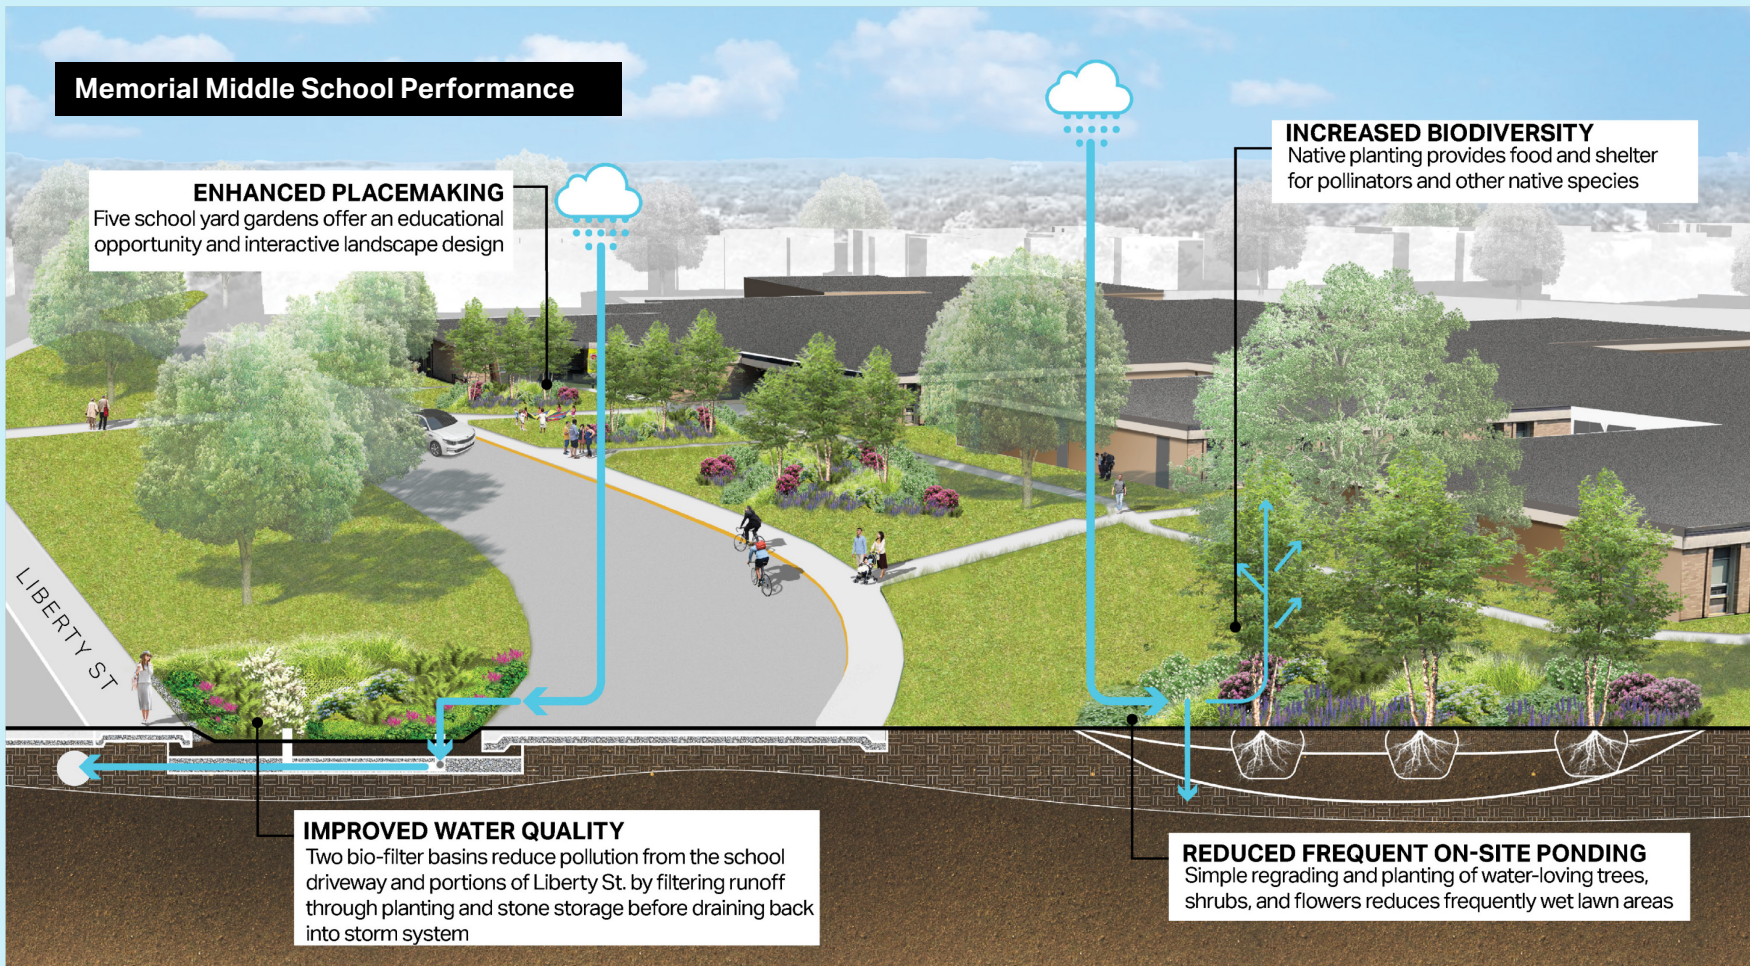 Memorial Middle School Performance
ENHANCED PLACEMAKING
Five school yard gardens offer an educational
opportunity and interactive landscape design
INCREASED BIODIVERSITY
Native planting provides food and shelter
for pollinators and other native species
LIBERTY ST
IMPROVED WATER QUALITY
Two bio-filter basins reduce pollution from the school
driveway and portions of Liberty St. by filtering runoff
through planting and stone storage before draining back
into storm system
REDUCED FREQUENT ON-SITE PONDING
Simple regrading and planting of water-loving trees,
shrubs, and flowers reduces frequently wet lawn areas